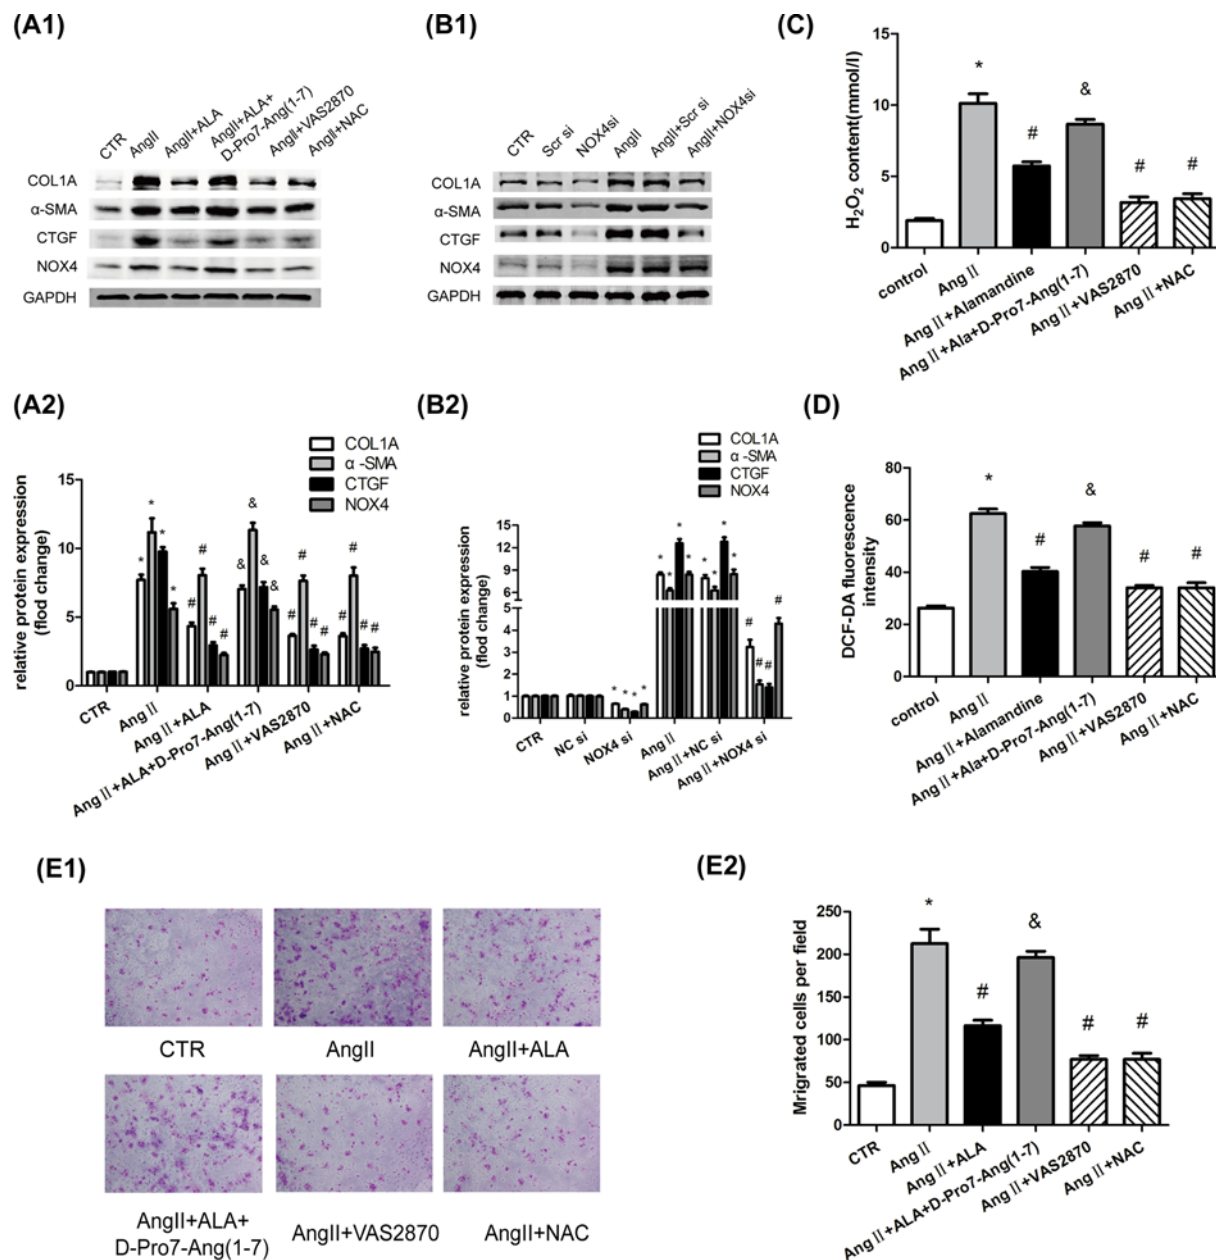 (A1)
CTR
AngII
AngII+ALA
AngII+ALA+
D-Pro7-Ang(1-7)
AngII+VAS2870
AngII+NAC
COL1A
α-SMA
CTGF
NOX4
GAPDH
(B1)
CTR
Scr si
NOX4si
AngII
AngII+Scr si
AngII+NOX4si
COL1A
α-SMA
CTGF
NOX4
GAPDH
(C)
H₂O₂ content(mmol/l)
15
10
5
0
*
#
&
#
#
control
Ang Ⅱ
Ang Ⅱ+Alamandine
Ang Ⅱ+Ala+D-Pro7-Ang(1-7)
Ang Ⅱ+VAS2870
Ang Ⅱ+NAC
(A2)
COL1A
α-SMA
CTGF
NOX4
relative protein expression
(flod change)
15
10
5
0
* * * *
# # # #
& & & &
# # # #
# # # #
CTR
Ang Ⅱ
Ang Ⅱ+ALA
Ang Ⅱ+ALA+D-Pro7-Ang(1-7)
Ang Ⅱ+VAS2870
Ang Ⅱ+NAC
(B2)
COL1A
α-SMA
CTGF
NOX4
relative protein expression
(flod change)
15
12
9
6
5
4
3
2
1
0
* * * *
* * * *
* * * *
# # # #
CTR
NC si
NOX4 si
Ang Ⅱ
Ang Ⅱ+NC si
Ang Ⅱ+NOX4 si
(D)
DCF-DA fluorescence
intensity
80
60
40
20
0
*
#
&
#
#
control
Ang Ⅱ
Ang Ⅱ+Alamandine
Ang Ⅱ+Ala+D-Pro7-Ang(1-7)
Ang Ⅱ+VAS2870
Ang Ⅱ+NAC
(E1)
CTR
AngII
AngII+ALA
AngII+ALA+
D-Pro7-Ang(1-7)
AngII+VAS2870
AngII+NAC
(E2)
Mrigrated cells per field
250
200
150
100
50
0
*
#
&
#
#
CTR
Ang Ⅱ
Ang Ⅱ+ALA
Ang Ⅱ+ALA+D-Pro7-Ang(1-7)
Ang Ⅱ+VAS2870
Ang Ⅱ+NAC